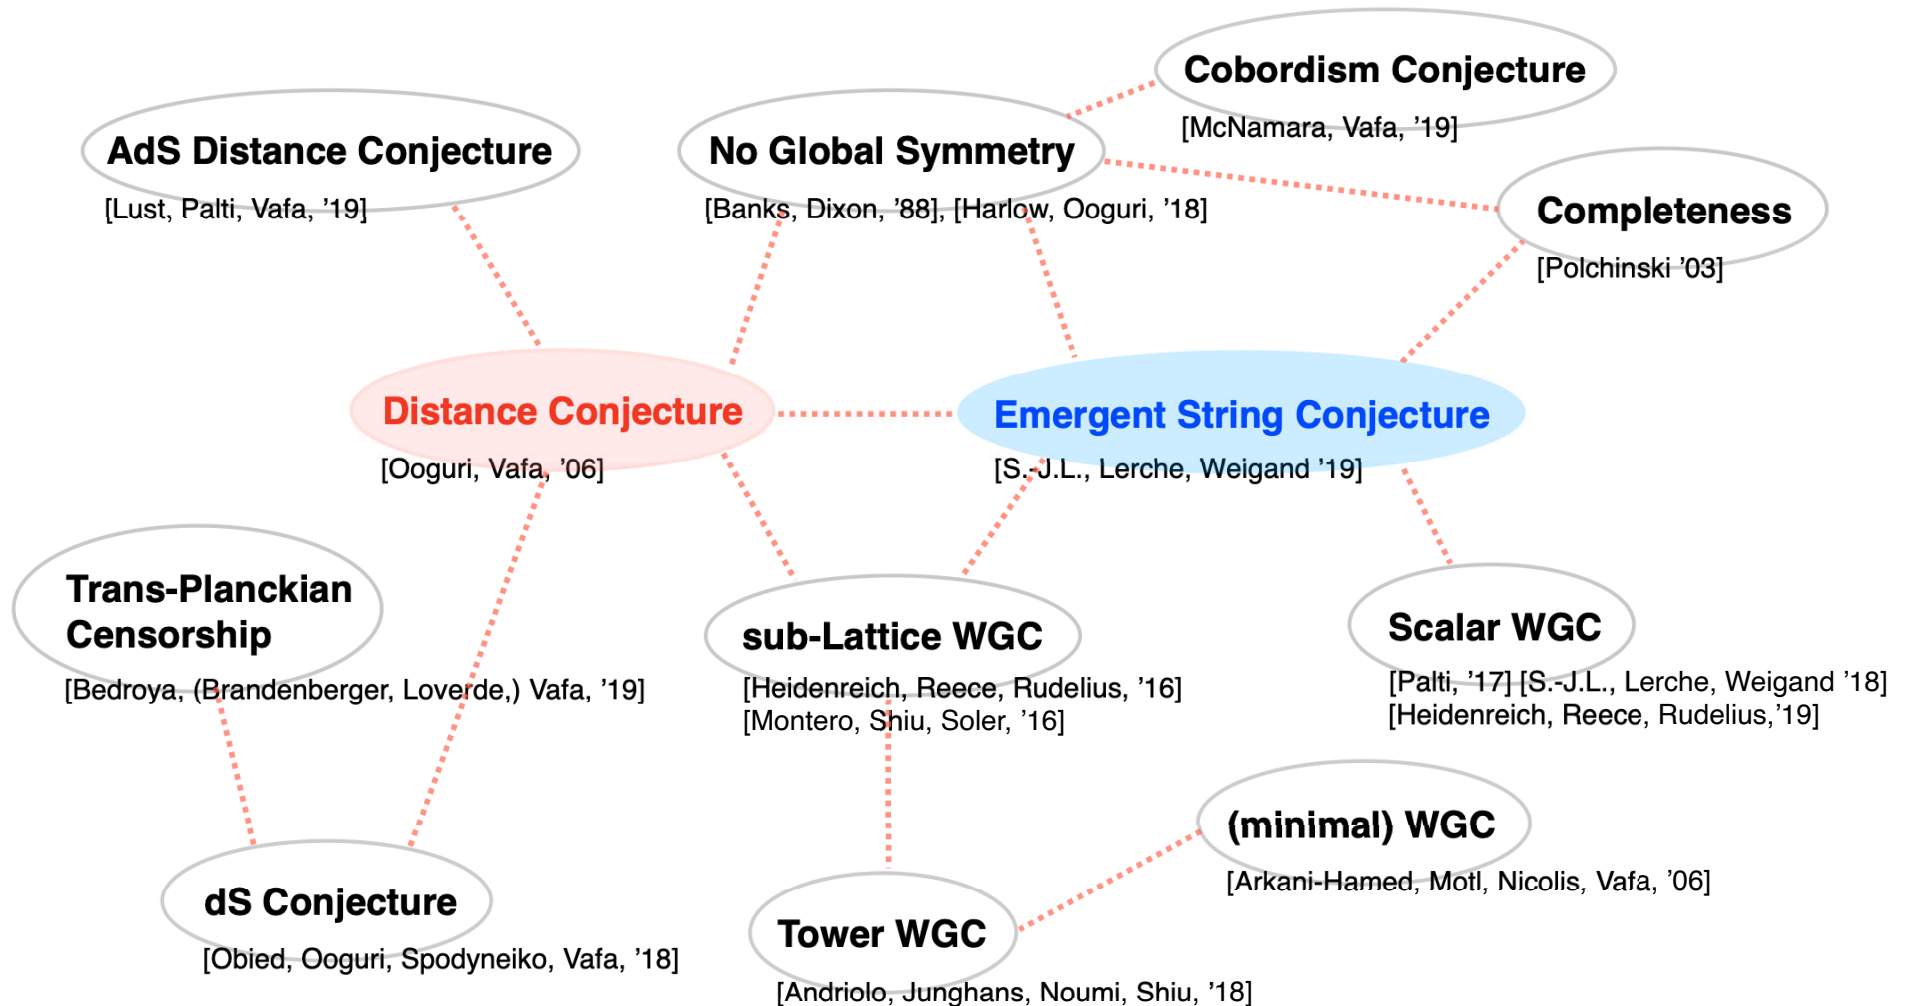 Cobordism Conjecture
[McNamara, Vafa, ’19]
AdS Distance Conjecture
[Lust, Palti, Vafa, ’19]
No Global Symmetry
[Banks, Dixon, ’88], [Harlow, Ooguri, ’18]
Completeness
[Polchinski ’03]
Distance Conjecture
[Ooguri, Vafa, ’06]
Emergent String Conjecture
[S.-J.L., Lerche, Weigand ’19]
Trans-Planckian
Censorship
[Bedroya, (Brandenberger, Loverde,) Vafa, ’19]
sub-Lattice WGC
[Heidenreich, Reece, Rudelius, ’16]
[Montero, Shiu, Soler, ’16]
Scalar WGC
[Palti, ’17] [S.-J.L., Lerche, Weigand ’18]
[Heidenreich, Reece, Rudelius,’19]
(minimal) WGC
[Arkani-Hamed, Motl, Nicolis, Vafa, ’06]
dS Conjecture
[Obied, Ooguri, Spodyneiko, Vafa, ’18]
Tower WGC
[Andriolo, Junghans, Noumi, Shiu, ’18]